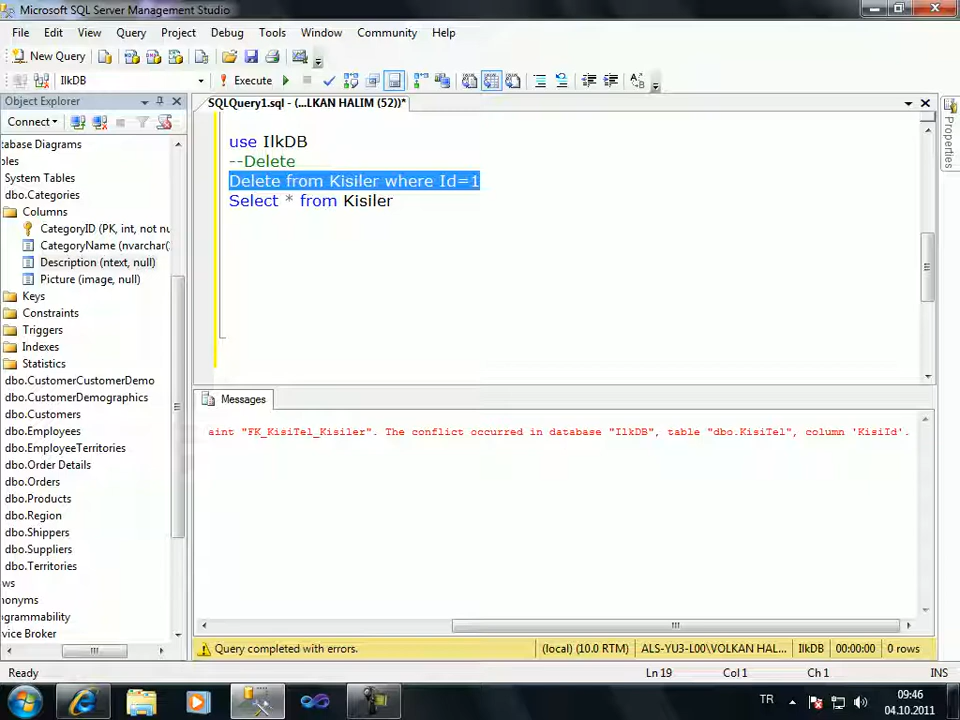 Microsoft SQL Server Management Studio
File Edit View Query Project Debug Tools Window Community Help
New Query
IlkDB Execute
Object Explorer
SQLQuery1.sql - (...LKAN HALIM (52))*
Connect
Properties
tabase Diagrams
bles
System Tables
dbo.Categories
Columns
CategoryID (PK, int, not nu
CategoryName (nvarchar(
Description (ntext, null)
Picture (image, null)
Keys
Constraints
Triggers
Indexes
Statistics
dbo.CustomerCustomerDemo
dbo.CustomerDemographics
dbo.Customers
dbo.Employees
dbo.EmployeeTerritories
dbo.Order Details
dbo.Orders
dbo.Products
dbo.Region
dbo.Shippers
dbo.Suppliers
dbo.Territories
ws
nonyms
ogrammability
vice Broker
use IlkDB
--Delete
Delete from Kisiler where Id=1
Select * from Kisiler
Messages
aint "FK_KisiTel_Kisiler". The conflict occurred in database "IlkDB", table "dbo.KisiTel", column 'KisiId'.
Query completed with errors. (local) (10.0 RTM) ALS-YU3-L00\VOLKAN HAL... IlkDB 00:00:00 0 rows
Ready Ln 19 Col 1 Ch 1 INS
TR 09:46
04.10.2011